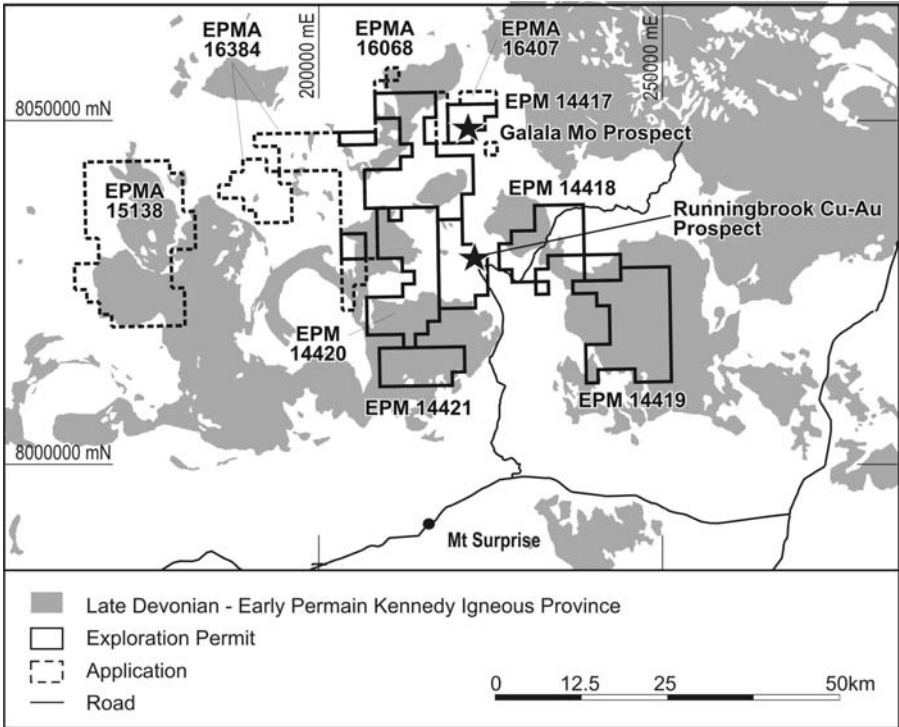 EPMA
16384
200000 mE
EPMA
16068
EPMA
16407
250000 mE
8050000 mN
EPM 14417
Galala Mo Prospect
EPMA
15138
EPM 14418
Runningbrook Cu-Au
Prospect
EPM
14420
EPM 14421
EPM 14419
8000000 mN
Mt Surprise
Late Devonian - Early Permain Kennedy Igneous Province
Exploration Permit
Application
Road
0 12.5 25 50km